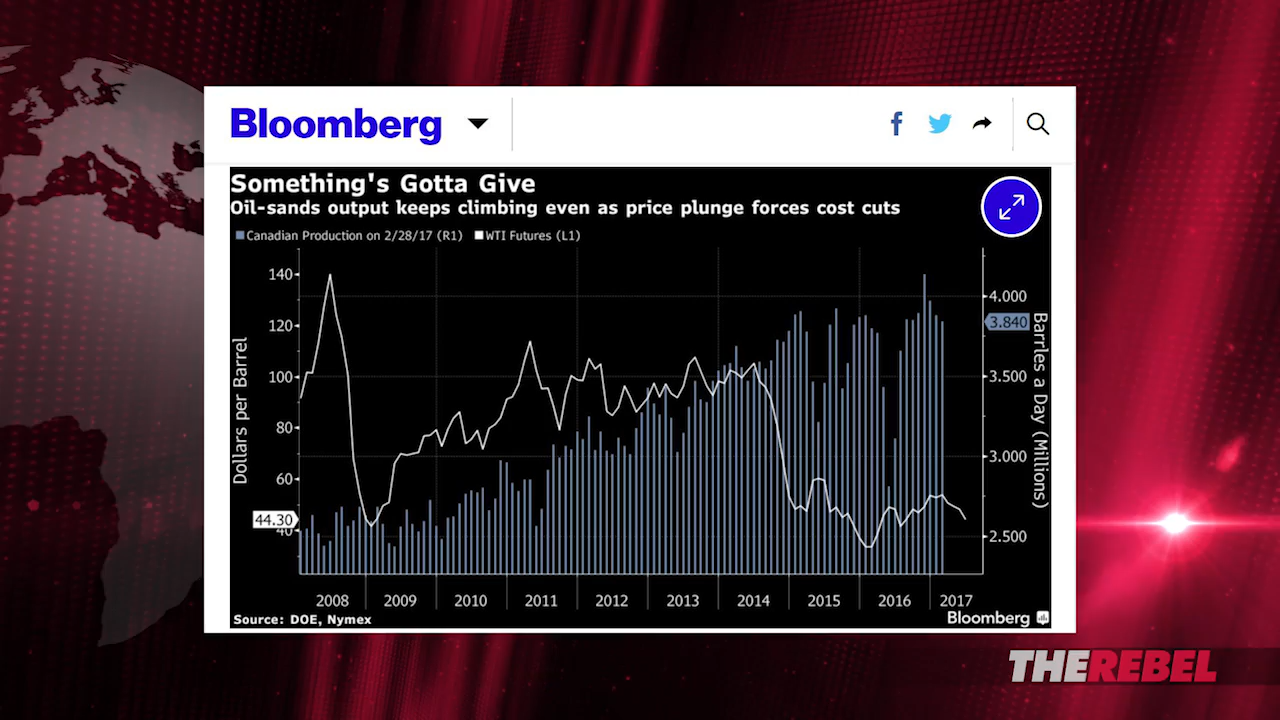 Bloomberg
Something's Gotta Give
Oil-sands output keeps climbing even as price plunge forces cost cuts
Canadian Production on 2/28/17 (R1) WTI Futures (L1)
Dollars per Barrel
140
120
100
80
60
44.30
40
4.000
3.840
3.500
3.000
2.500
Barrles a Day (Millions)
2008 2009 2010 2011 2012 2013 2014 2015 2016 2017
Source: DOE, Nymex
Bloomberg
THEREBEL